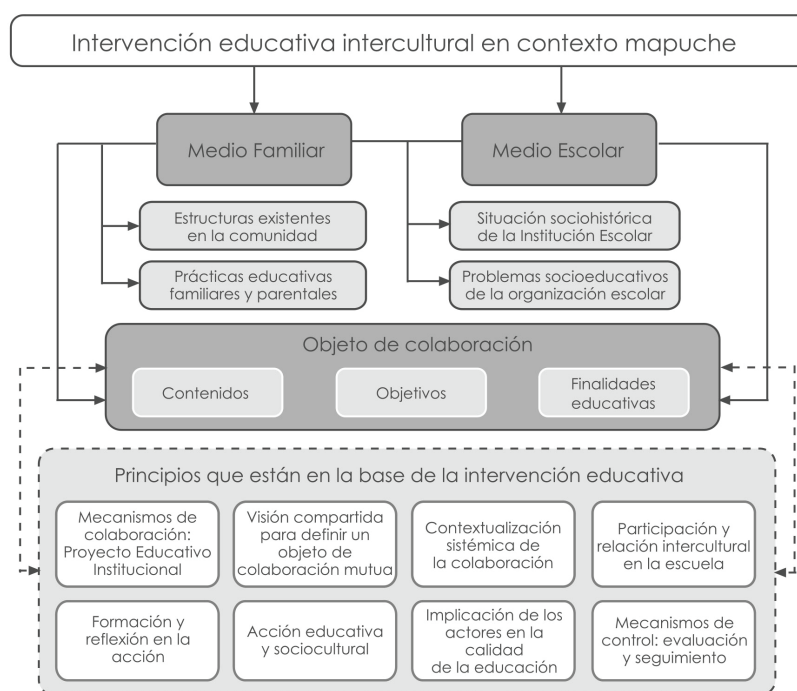 Intervención educativa intercultural en contexto mapuche
Medio Familiar
Medio Escolar
Estructuras existentes
en la comunidad
Situación sociohistórica
de la Institución Escolar
Prácticas educativas
familiares y parentales
Problemas socioeducativos
de la organización escolar
Objeto de colaboración
Contenidos
Objetivos
Finalidades
educativas
Principios que están en la base de la intervención educativa
Mecanismos de
colaboración:
Proyecto Educativo
Institucional
Visión compartida
para definir un
objeto de
colaboración mutua
Contextualización
sistémica de
la colaboración
Participación y
relación intercultural
en la escuela
Formación y
reflexión en la
acción
Acción educativa
y sociocultural
Implicación de los
actores en la
calidad
de la educación
Mecanismos de
control: evaluación
y seguimiento